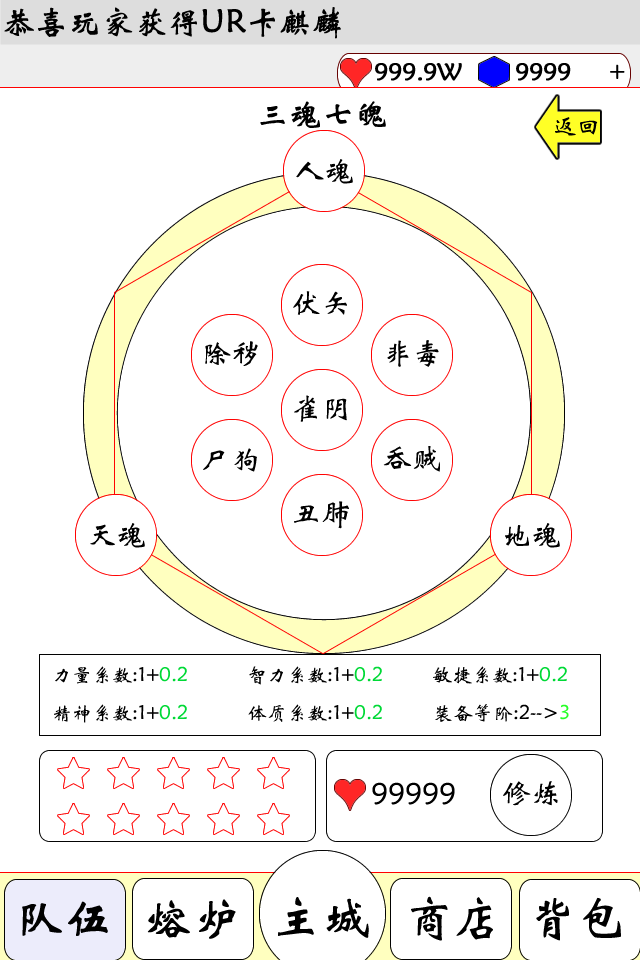 恭喜玩家获得UR卡麒麟
999.9W 9999 +
三魂七魄
返回
人魂
伏矢
除秽 非毒
雀阴
尸狗 吞贼
丑肺
天魂 地魂
力量系数:1+0.2 智力系数:1+0.2 敏捷系数:1+0.2
精神系数:1+0.2 体质系数:1+0.2 装备等阶:2-->3
99999 修炼
队伍 熔炉 主城 商店 背包